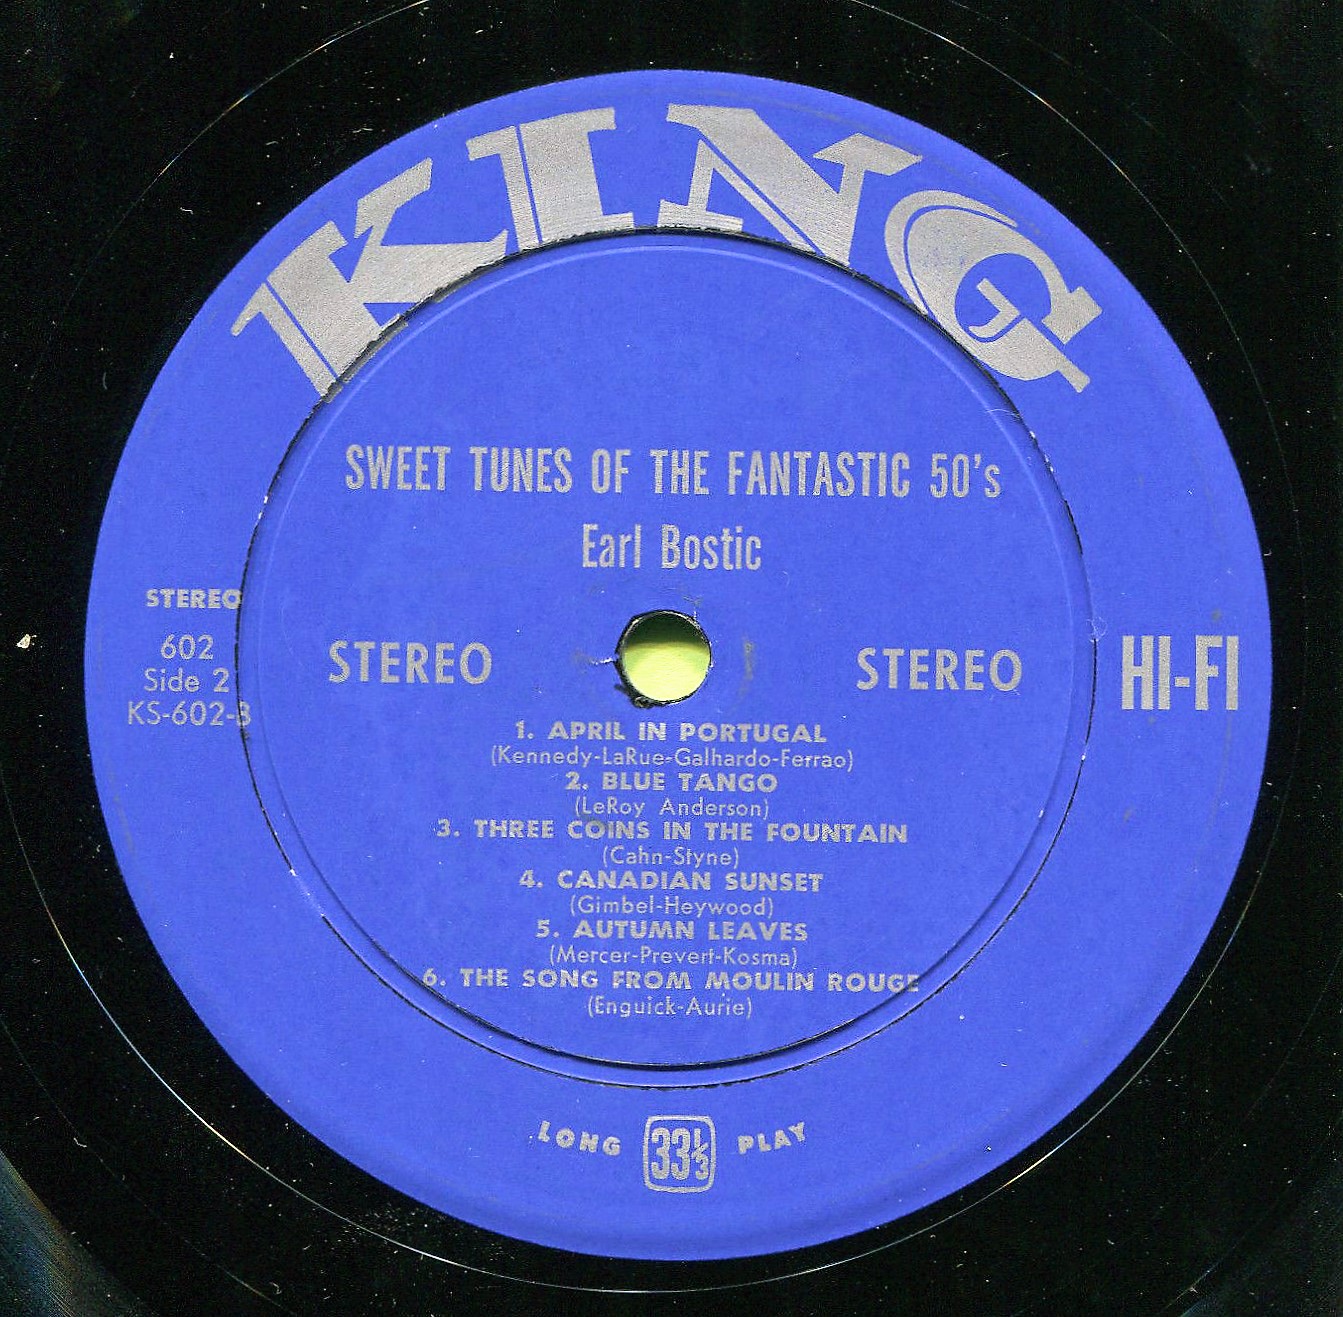 KING
SWEET TUNES OF THE FANTASTIC 50's
Earl Bostic
STEREO
602
Side 2
KS-602-B
STEREO
STEREO
HI-FI
1. APRIL IN PORTUGAL
(Kennedy-LaRue-Galhardo-Ferrao)
2. BLUE TANGO
(LeRoy Anderson)
3. THREE COINS IN THE FOUNTAIN
(Cahn-Styne)
4. CANADIAN SUNSET
(Gimbel-Heywood)
5. AUTUMN LEAVES
(Mercer-Prevert-Kosma)
6. THE SONG FROM MOULIN ROUGE
(Enguick-Aurie)
LONG 33⅓ PLAY